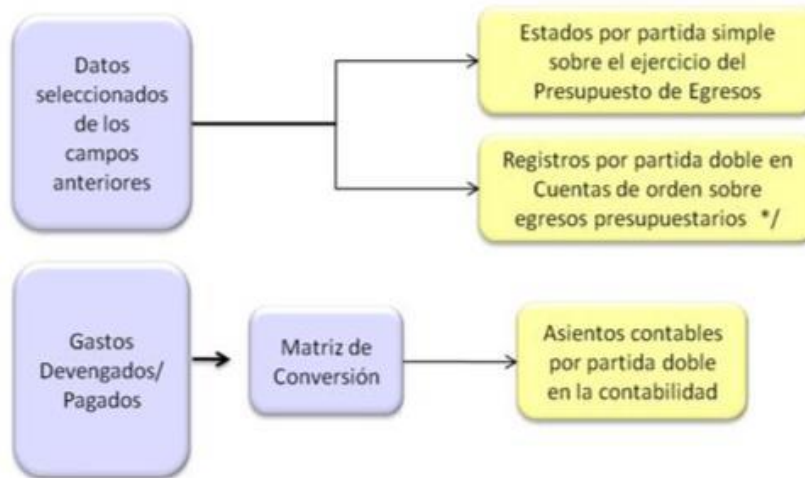 Datos
seleccionados
de los
campos
anteriores
Estados por partida simple
sobre el ejercicio del
Presupuesto de Egresos
Registros por partida doble en
Cuentas de orden sobre
egresos presupuestarios */
Gastos
Devengados/
Pagados
Matriz de
Conversión
Asientos contables
por partida doble
en la contabilidad